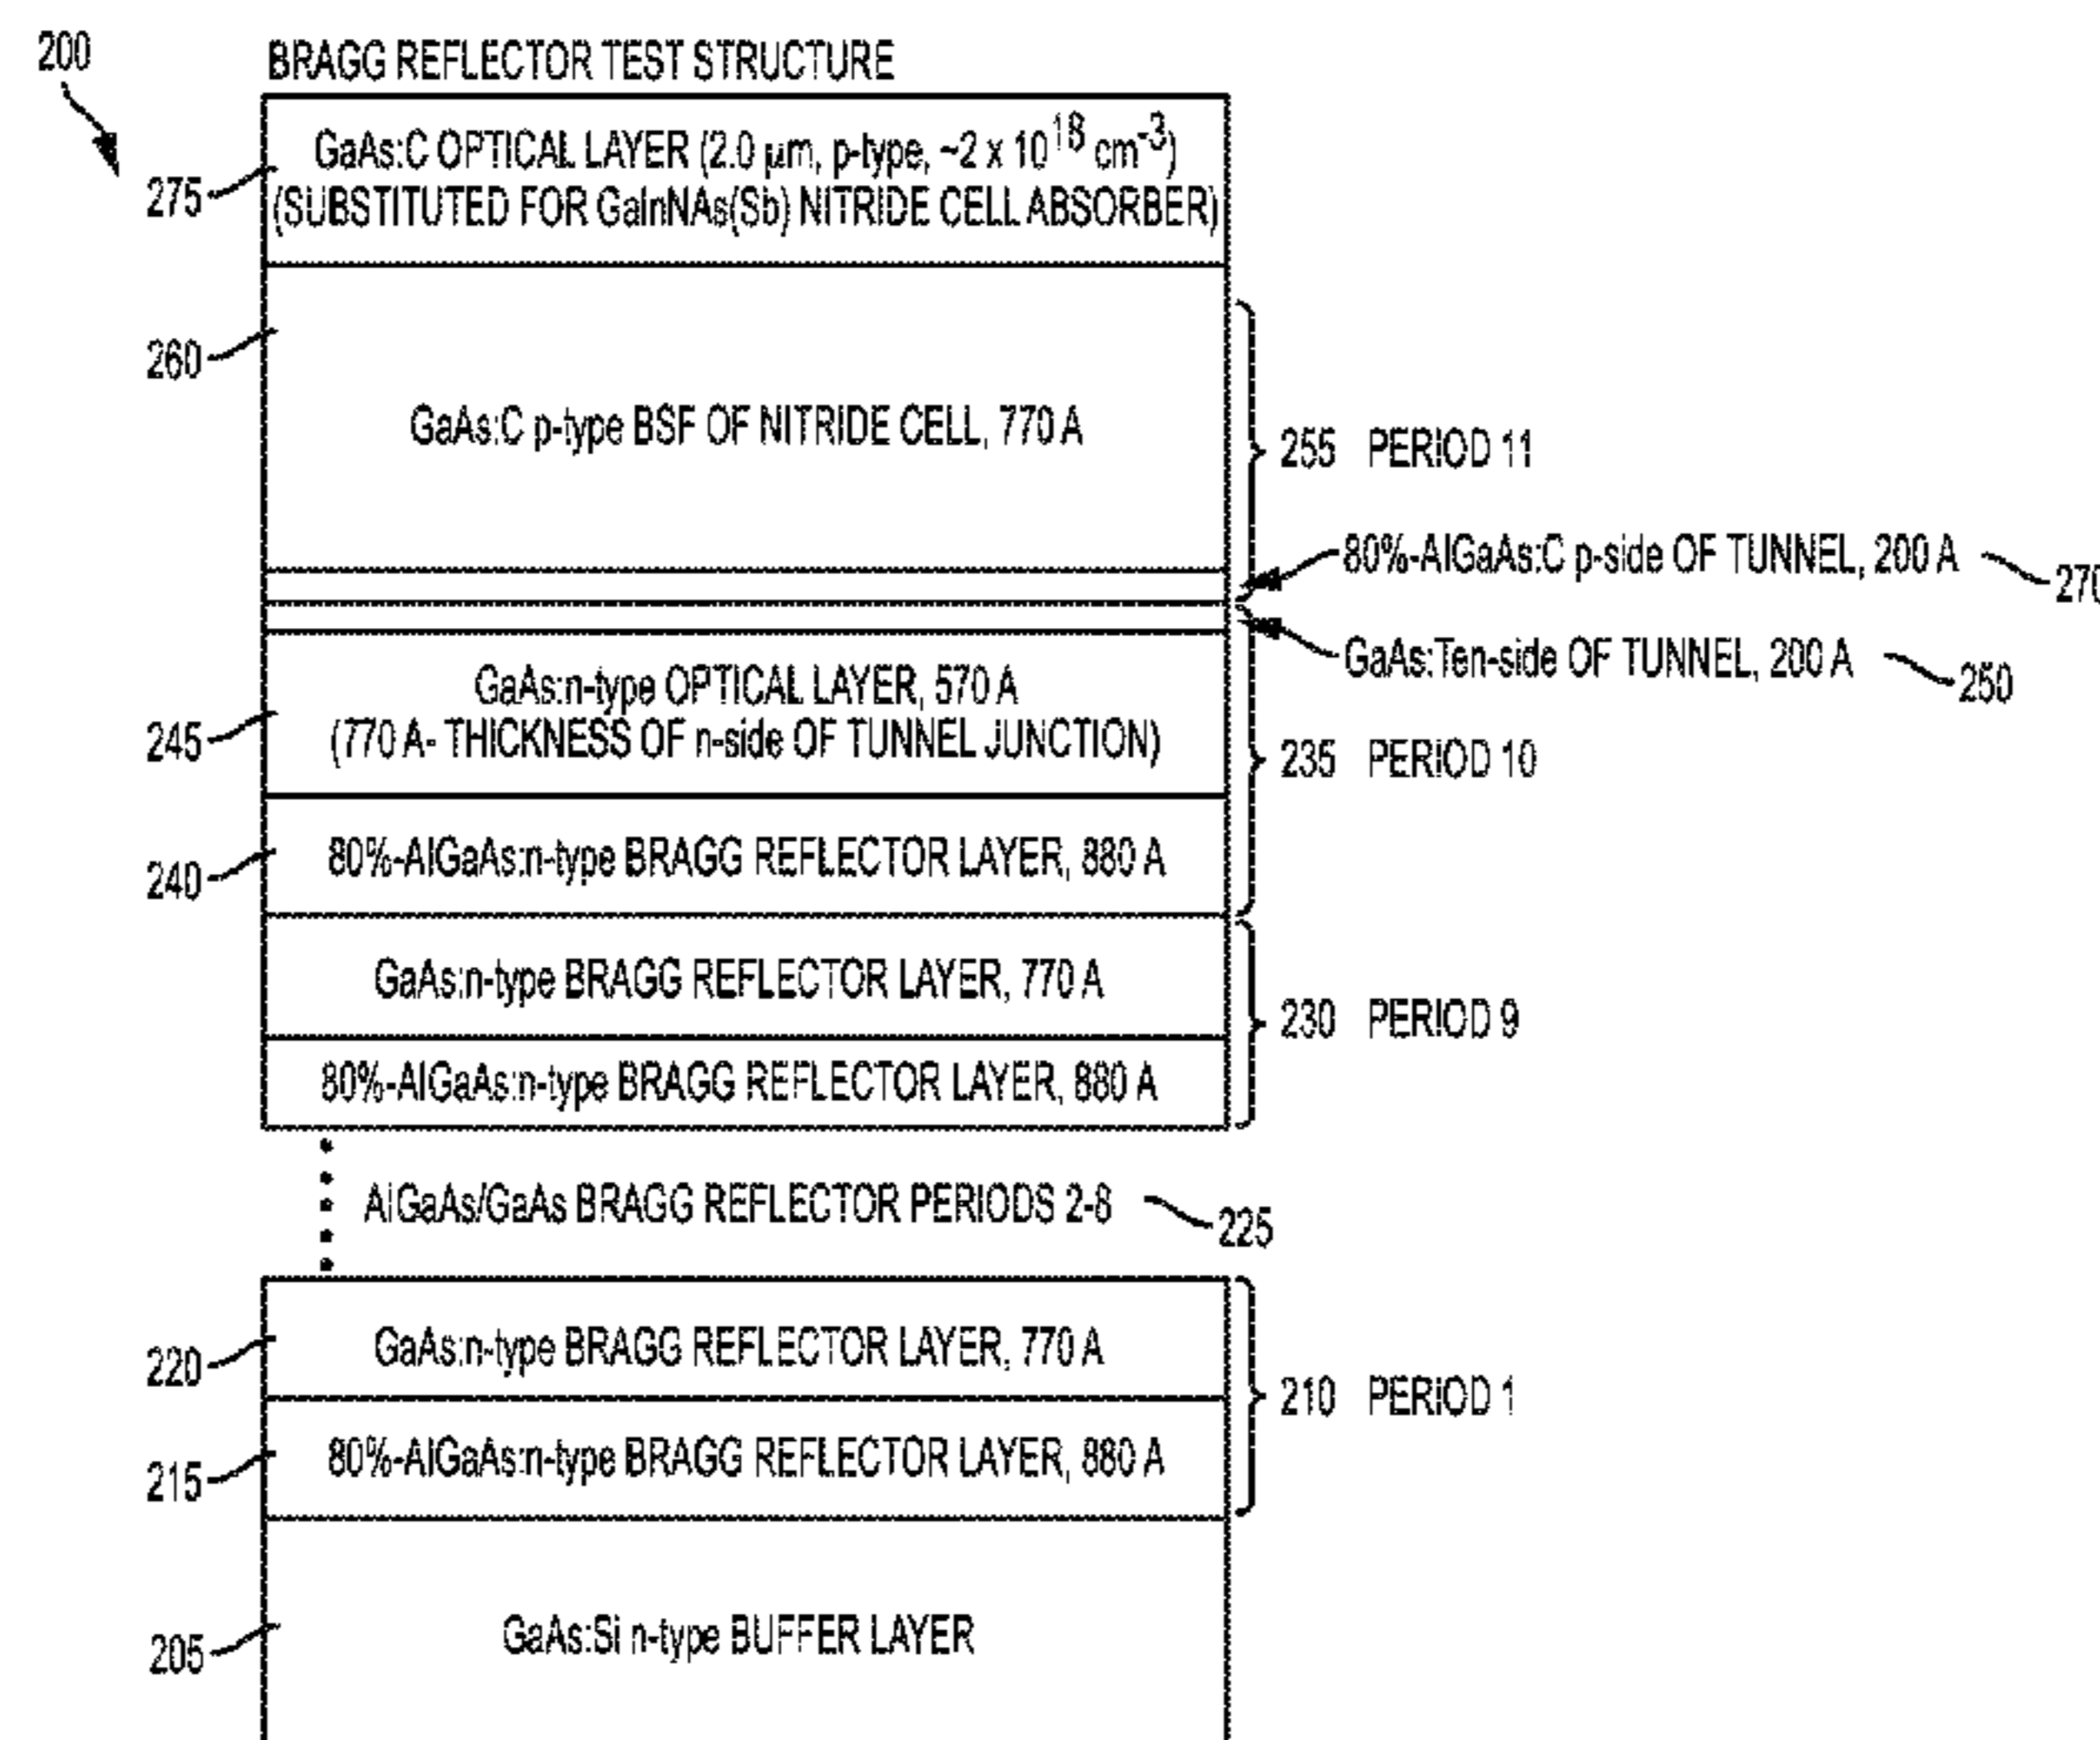 200
BRAGG REFLECTOR TEST STRUCTURE
GaAs:C OPTICAL LAYER (2.0 µm, p-type, ~2 x 10^18 cm^-3)
(SUBSTITUTED FOR GaInNAs(Sb) NITRIDE CELL ABSORBER)
275
260
GaAs:C p-type BSF OF NITRIDE CELL, 770 A
255 PERIOD 11
80%-AlGaAs:C p-side OF TUNNEL, 200 A
270
GaAs:Ten-side OF TUNNEL, 200 A
250
GaAs:n-type OPTICAL LAYER, 570 A
(770 A- THICKNESS OF n-side OF TUNNEL JUNCTION)
245
235 PERIOD 10
80%-AlGaAs:n-type BRAGG REFLECTOR LAYER, 880 A
240
GaAs:n-type BRAGG REFLECTOR LAYER, 770 A
230 PERIOD 9
80%-AlGaAs:n-type BRAGG REFLECTOR LAYER, 880 A
AlGaAs/GaAs BRAGG REFLECTOR PERIODS 2-8
225
GaAs:n-type BRAGG REFLECTOR LAYER, 770 A
220
210 PERIOD 1
80%-AlGaAs:n-type BRAGG REFLECTOR LAYER, 880 A
215
GaAs:Si n-type BUFFER LAYER
205